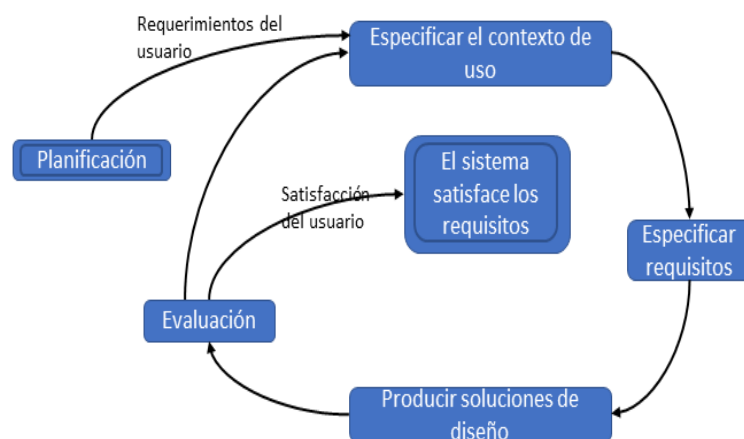 Requerimientos del
usuario
Especificar el contexto de
uso
Planificación
El sistema
satisface los
requisitos
Satisfacción
del usuario
Especificar
requisitos
Evaluación
Producir soluciones de
diseño